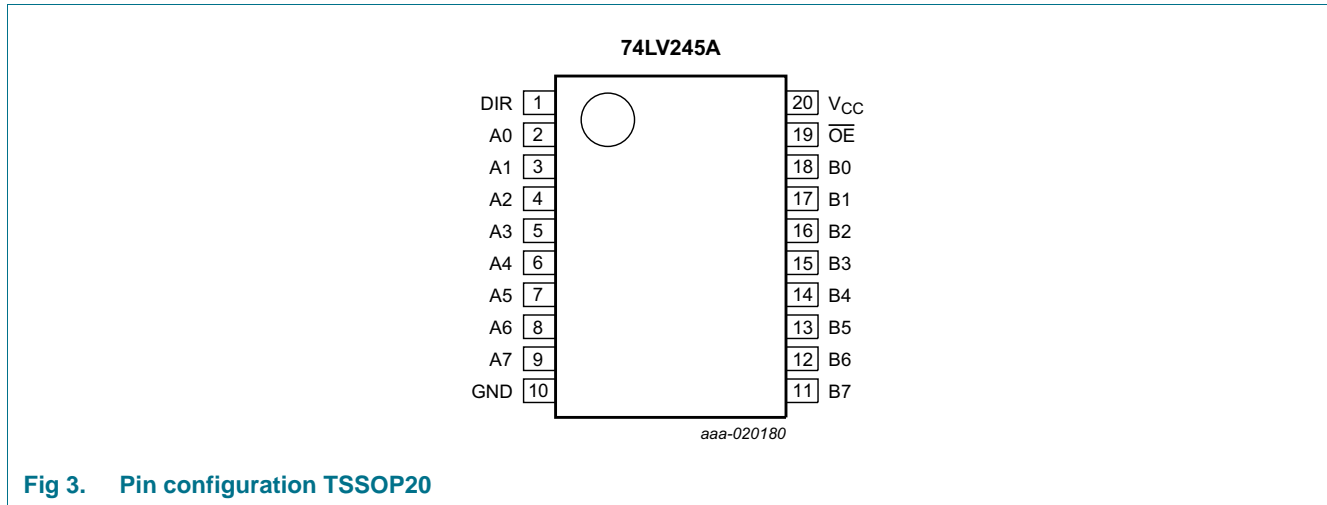 74LV245A
DIR 1 20 VCC
A0 2 19 OE
A1 3 18 B0
A2 4 17 B1
A3 5 16 B2
A4 6 15 B3
A5 7 14 B4
A6 8 13 B5
A7 9 12 B6
GND 10 11 B7
aaa-020180
Fig 3. Pin configuration TSSOP20